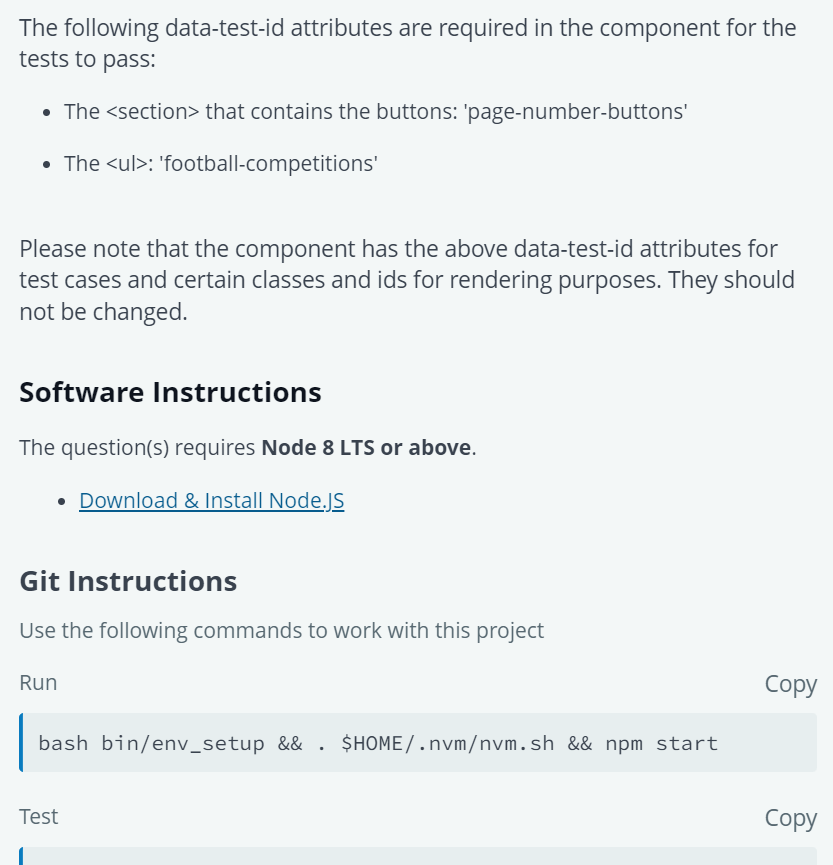 The following data-test-id attributes are required in the component for the
tests to pass:
• The <section> that contains the buttons: 'page-number-buttons'
• The <ul>: 'football-competitions'
Please note that the component has the above data-test-id attributes for
test cases and certain classes and ids for rendering purposes. They should
not be changed.
Software Instructions
The question(s) requires Node 8 LTS or above.
• Download & Install Node.JS
Git Instructions
Use the following commands to work with this project
Run
Copy
bash bin/env_setup && . $HOME/.nvm/nvm.sh && npm start
Test
Copy